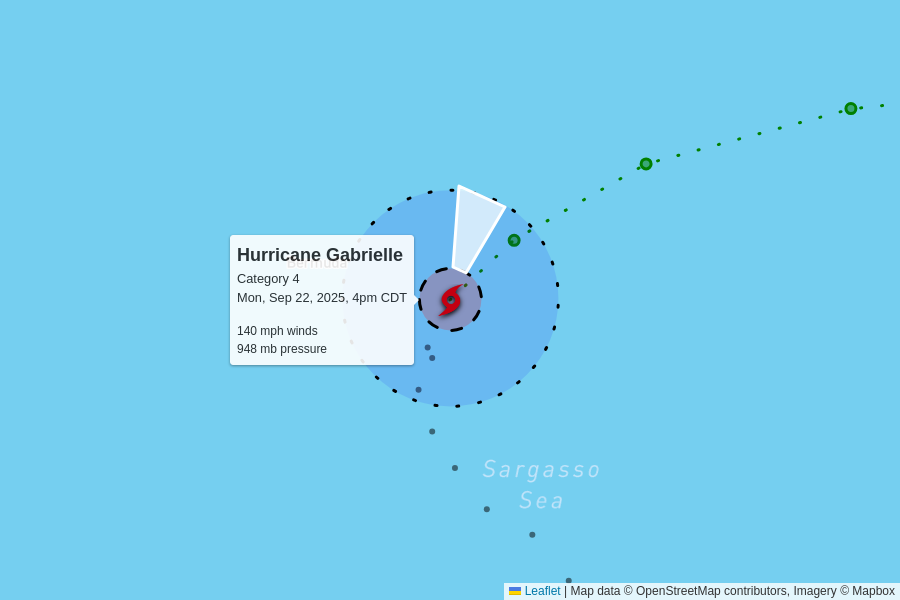 Hurricane Gabrielle
Bermuda
Category 4
Mon, Sep 22, 2025, 4pm CDT
140 mph winds
948 mb pressure
Sargasso
Sea
Leaflet | Map data © OpenStreetMap contributors, Imagery © Mapbox